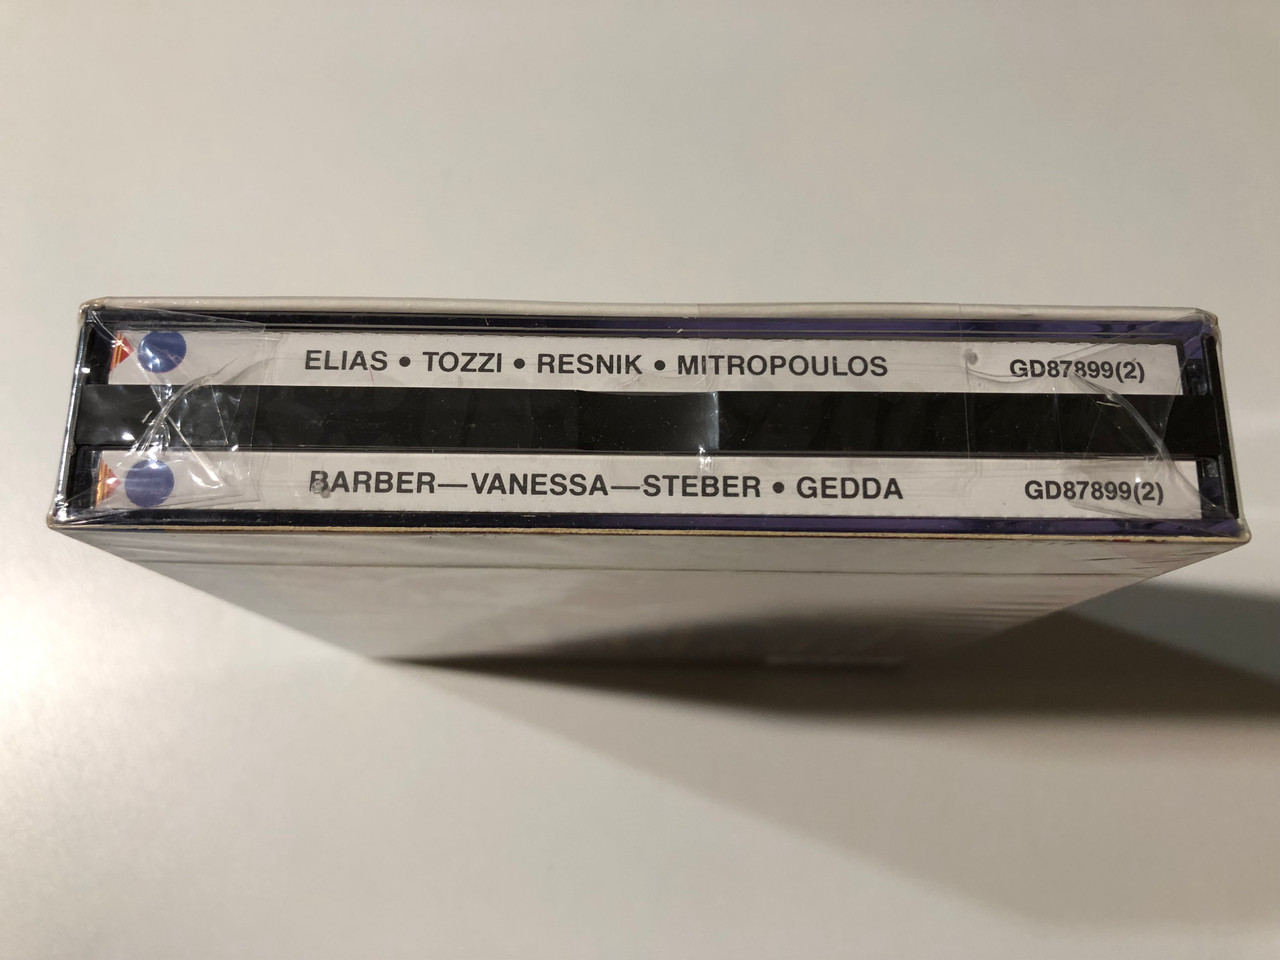 ELIAS • TOZZI • RESNIK • MITROPOULOS GD87899(2)
BARBER—VANESSA—STEBER • GEDDA GD87899(2)